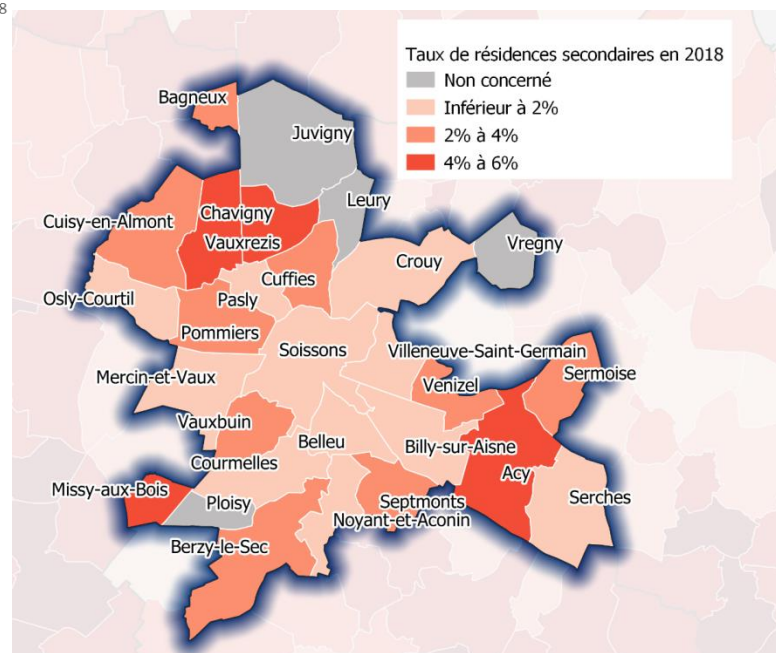 8
Taux de résidences secondaires en 2018
Non concerné
Inférieur à 2%
2% à 4%
4% à 6%
Bagneux
Juvigny
Leury
Chavigny
Cuisy-en-Almont
Vauxrezis
Vregny
Crouy
Cuffies
Osly-Courtil
Pasly
Pommiers
Soissons
Villeneuve-Saint-Germain
Mercin-et-Vaux
Sermoise
Venizel
Vauxbuin
Belleu
Billy-sur-Aisne
Courmelles
Acy
Missy-aux-Bois
Ploisy
Septmonts
Serches
Noyant-et-Aconin
Berzy-le-Sec